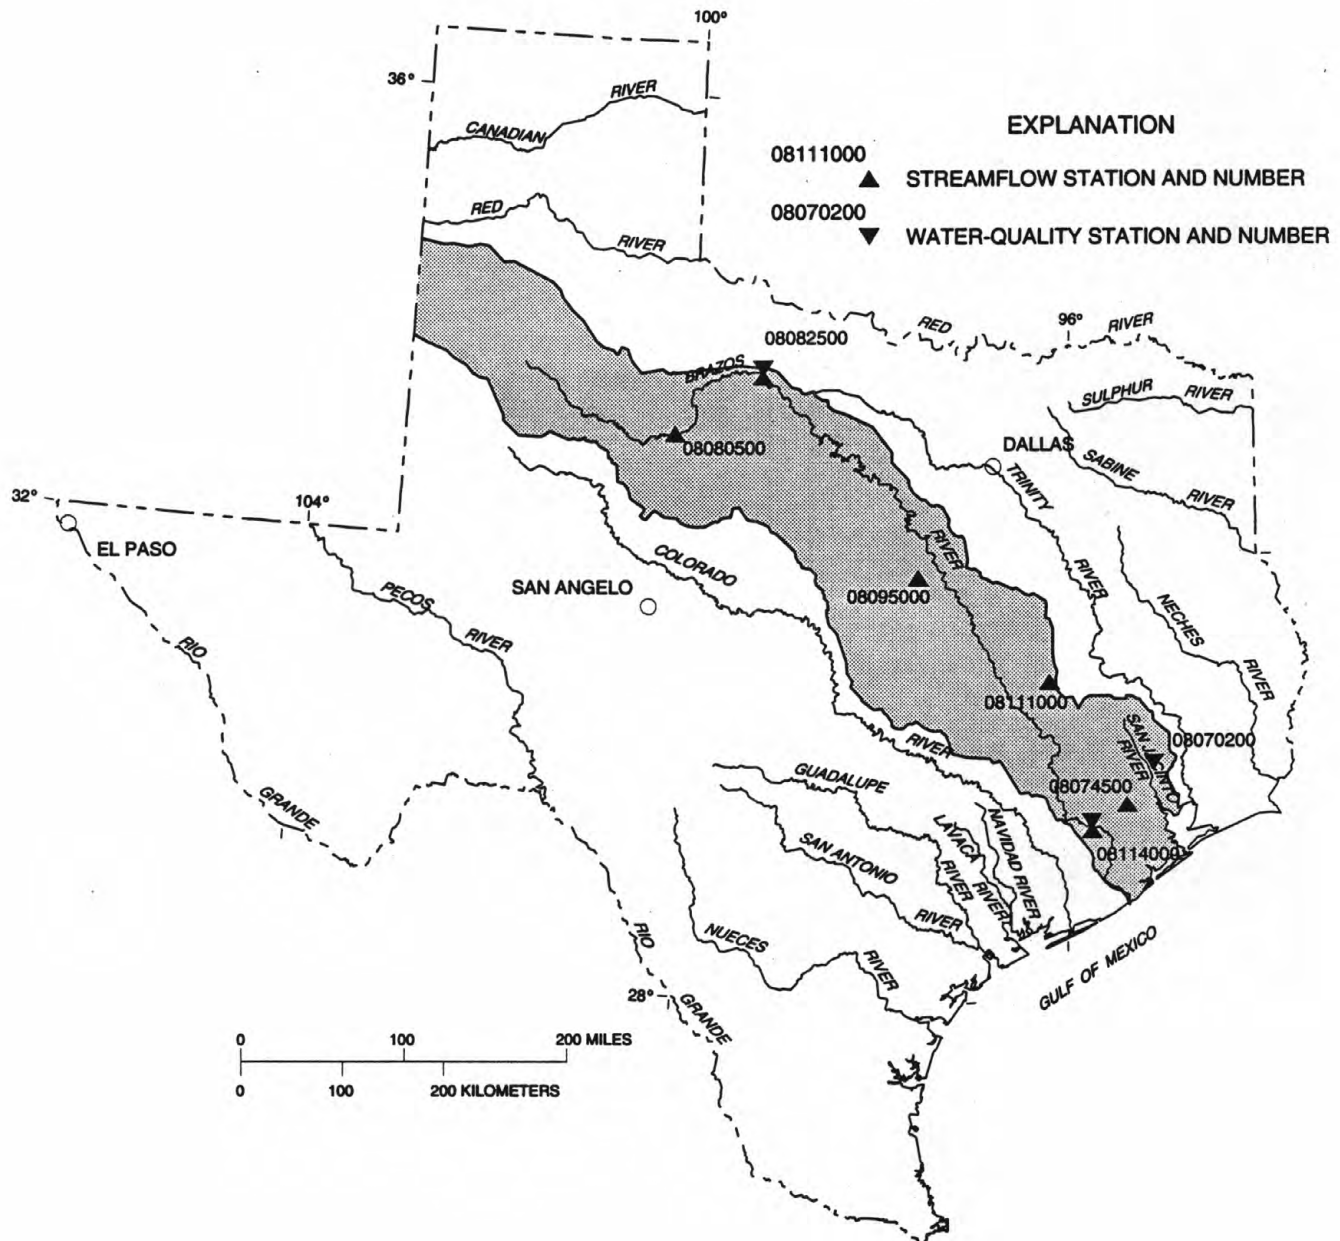 100°
36°
CANADIAN
RIVER
EXPLANATION
08111000
STREAMFLOW STATION AND NUMBER
08070200
WATER-QUALITY STATION AND NUMBER
RED
RIVER
RED
96°
RIVER
08082500
BRAZOS
SULPHUR
RIVER
08080500
DALLAS
SABINE
RIVER
TRINITY
RIVER
32°
104°
EL PASO
COLORADO
RIVER
SAN ANGELO
08095000
PECOS
RIVER
NECHES
RIVER
RIO
GRANDE
08111000
RIVER
SAN JACINTO
RIVER
08070200
GUADALUPE
08074500
NAVIDAD RIVER
LAVACA
RIVER
RIVER
SAN ANTONIO
RIVER
08114000
NUECES
RIVER
RIO
GRANDE
GULF OF MEXICO
28°
0 100 200 MILES
0 100 200 KILOMETERS